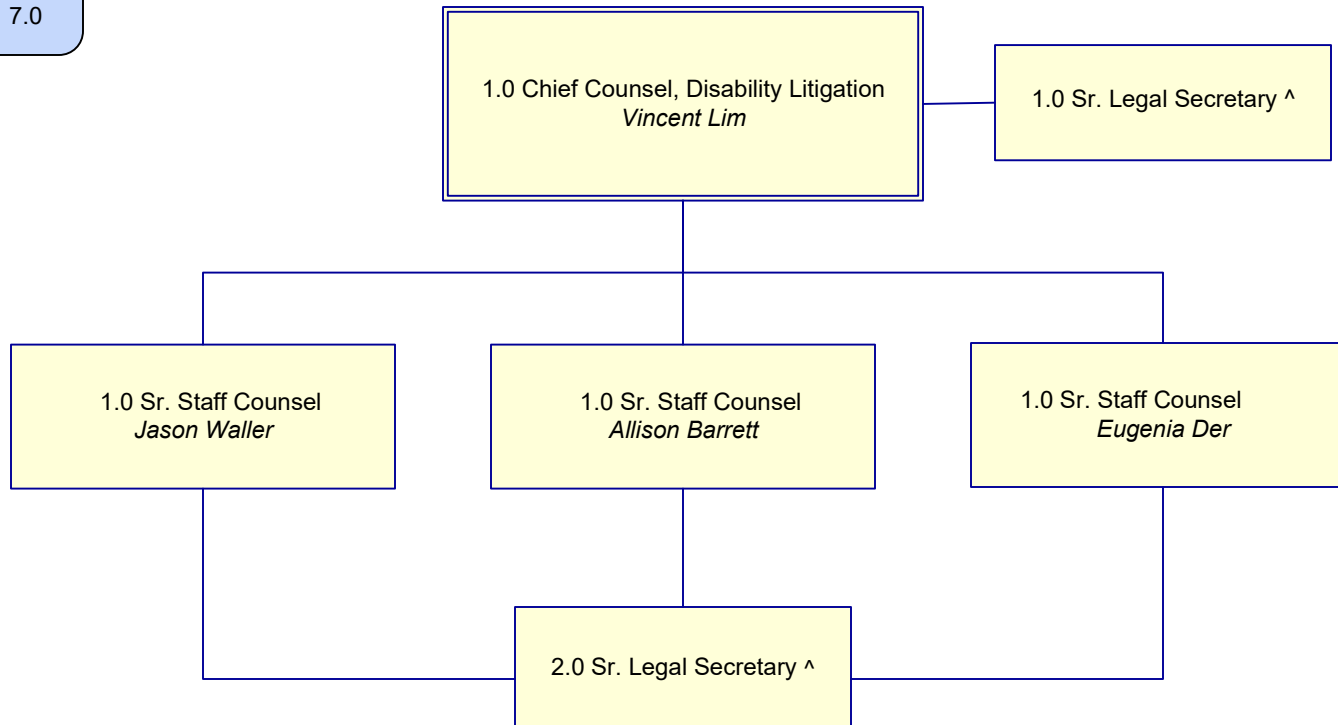 7.0
1.0 Chief Counsel, Disability Litigation
Vincent Lim
1.0 Sr. Legal Secretary ^
1.0 Sr. Staff Counsel
Jason Waller
1.0 Sr. Staff Counsel
Allison Barrett
1.0 Sr. Staff Counsel
Eugenia Der
2.0 Sr. Legal Secretary ^